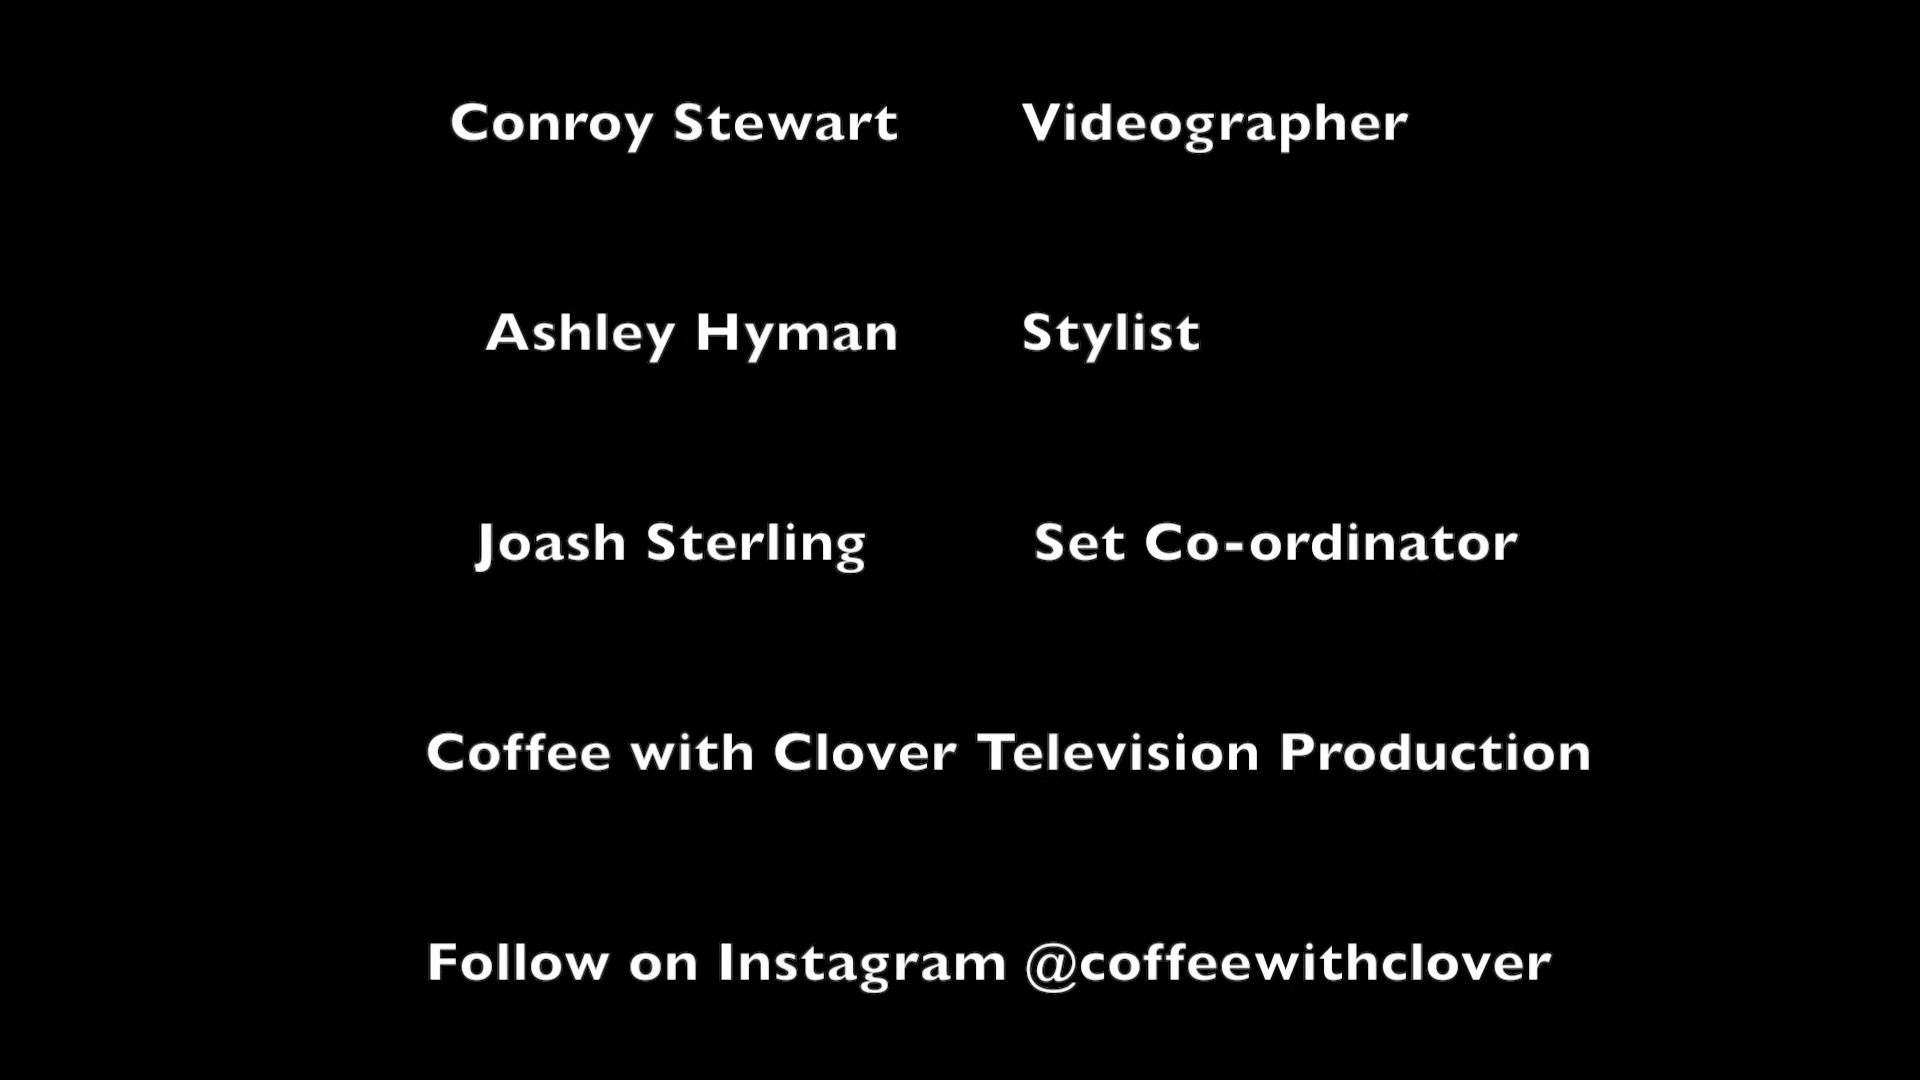 Conroy Stewart Videographer
Ashley Hyman Stylist
Joash Sterling Set Co-ordinator
Coffee with Clover Television Production
Follow on Instagram @coffeewithclover